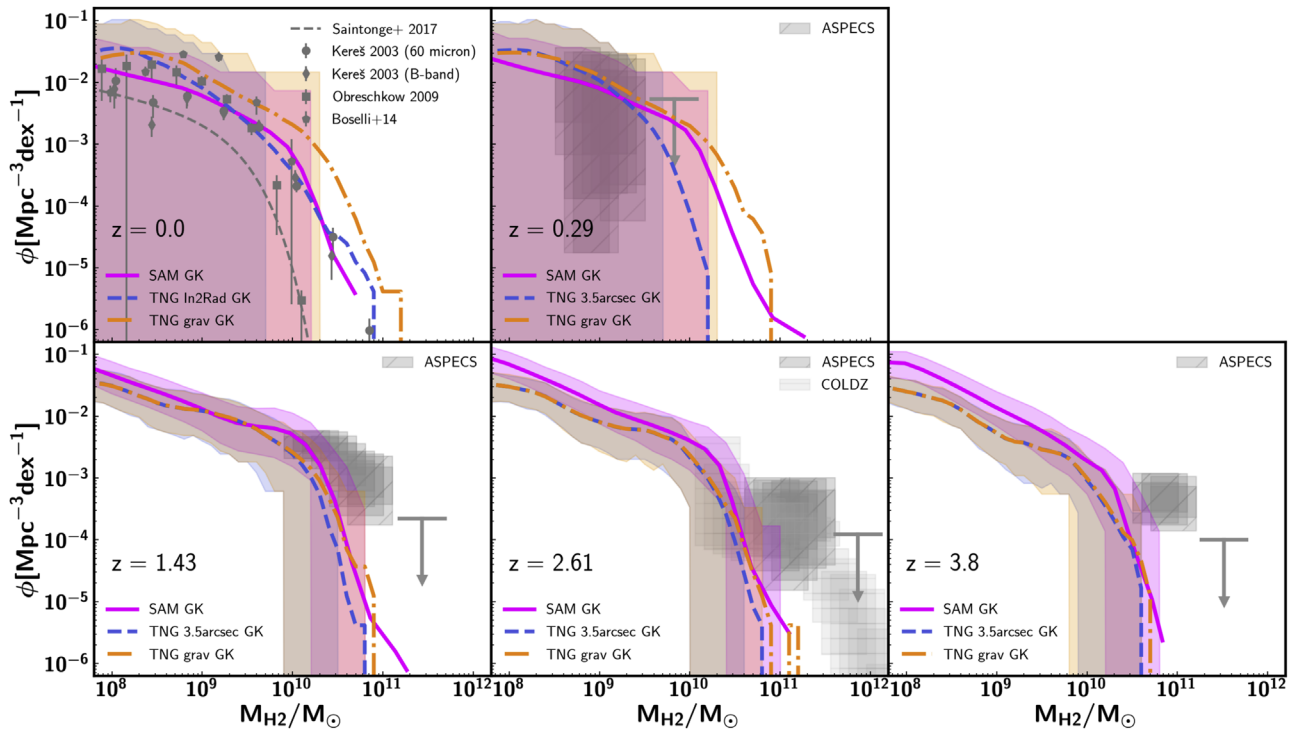 10⁻¹
10⁻²
10⁻³
10⁻⁴
10⁻⁵
10⁻⁶
ϕ[Mpc⁻³dex⁻¹]
Saintonge+ 2017
Kereš 2003 (60 micron)
Kereš 2003 (B-band)
Obreschkow 2009
Boselli+14
z = 0.0
SAM GK
TNG In2Rad GK
TNG grav GK
ASPECS
z = 0.29
SAM GK
TNG 3.5arcsec GK
TNG grav GK
10⁻¹
10⁻²
10⁻³
10⁻⁴
10⁻⁵
10⁻⁶
ϕ[Mpc⁻³dex⁻¹]
ASPECS
z = 1.43
SAM GK
TNG 3.5arcsec GK
TNG grav GK
ASPECS
COLDZ
z = 2.61
SAM GK
TNG 3.5arcsec GK
TNG grav GK
ASPECS
z = 3.8
SAM GK
TNG 3.5arcsec GK
TNG grav GK
10⁸ 10⁹ 10¹⁰ 10¹¹ 10¹² 10⁹ 10¹⁰ 10¹¹ 10¹² 10⁹ 10¹⁰ 10¹¹ 10¹²
M_H2/M_⊙ M_H2/M_⊙ M_H2/M_⊙